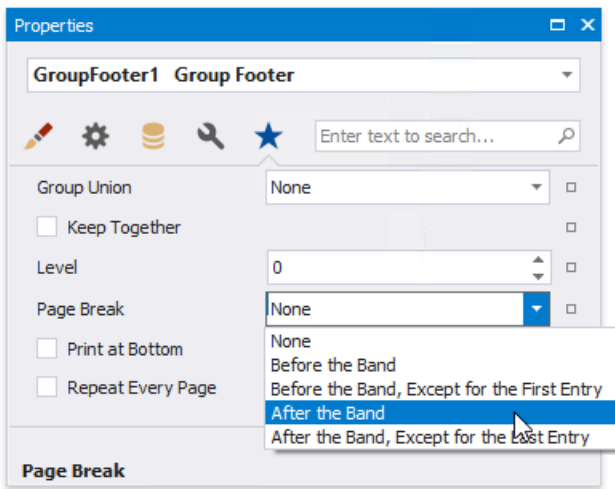 Properties
GroupFooter1 Group Footer
Enter text to search...
Group Union None
Keep Together
Level 0
Page Break None
None
Before the Band
Print at Bottom
Before the Band, Except for the First Entry
Repeat Every Page
After the Band
After the Band, Except for the Last Entry
Page Break